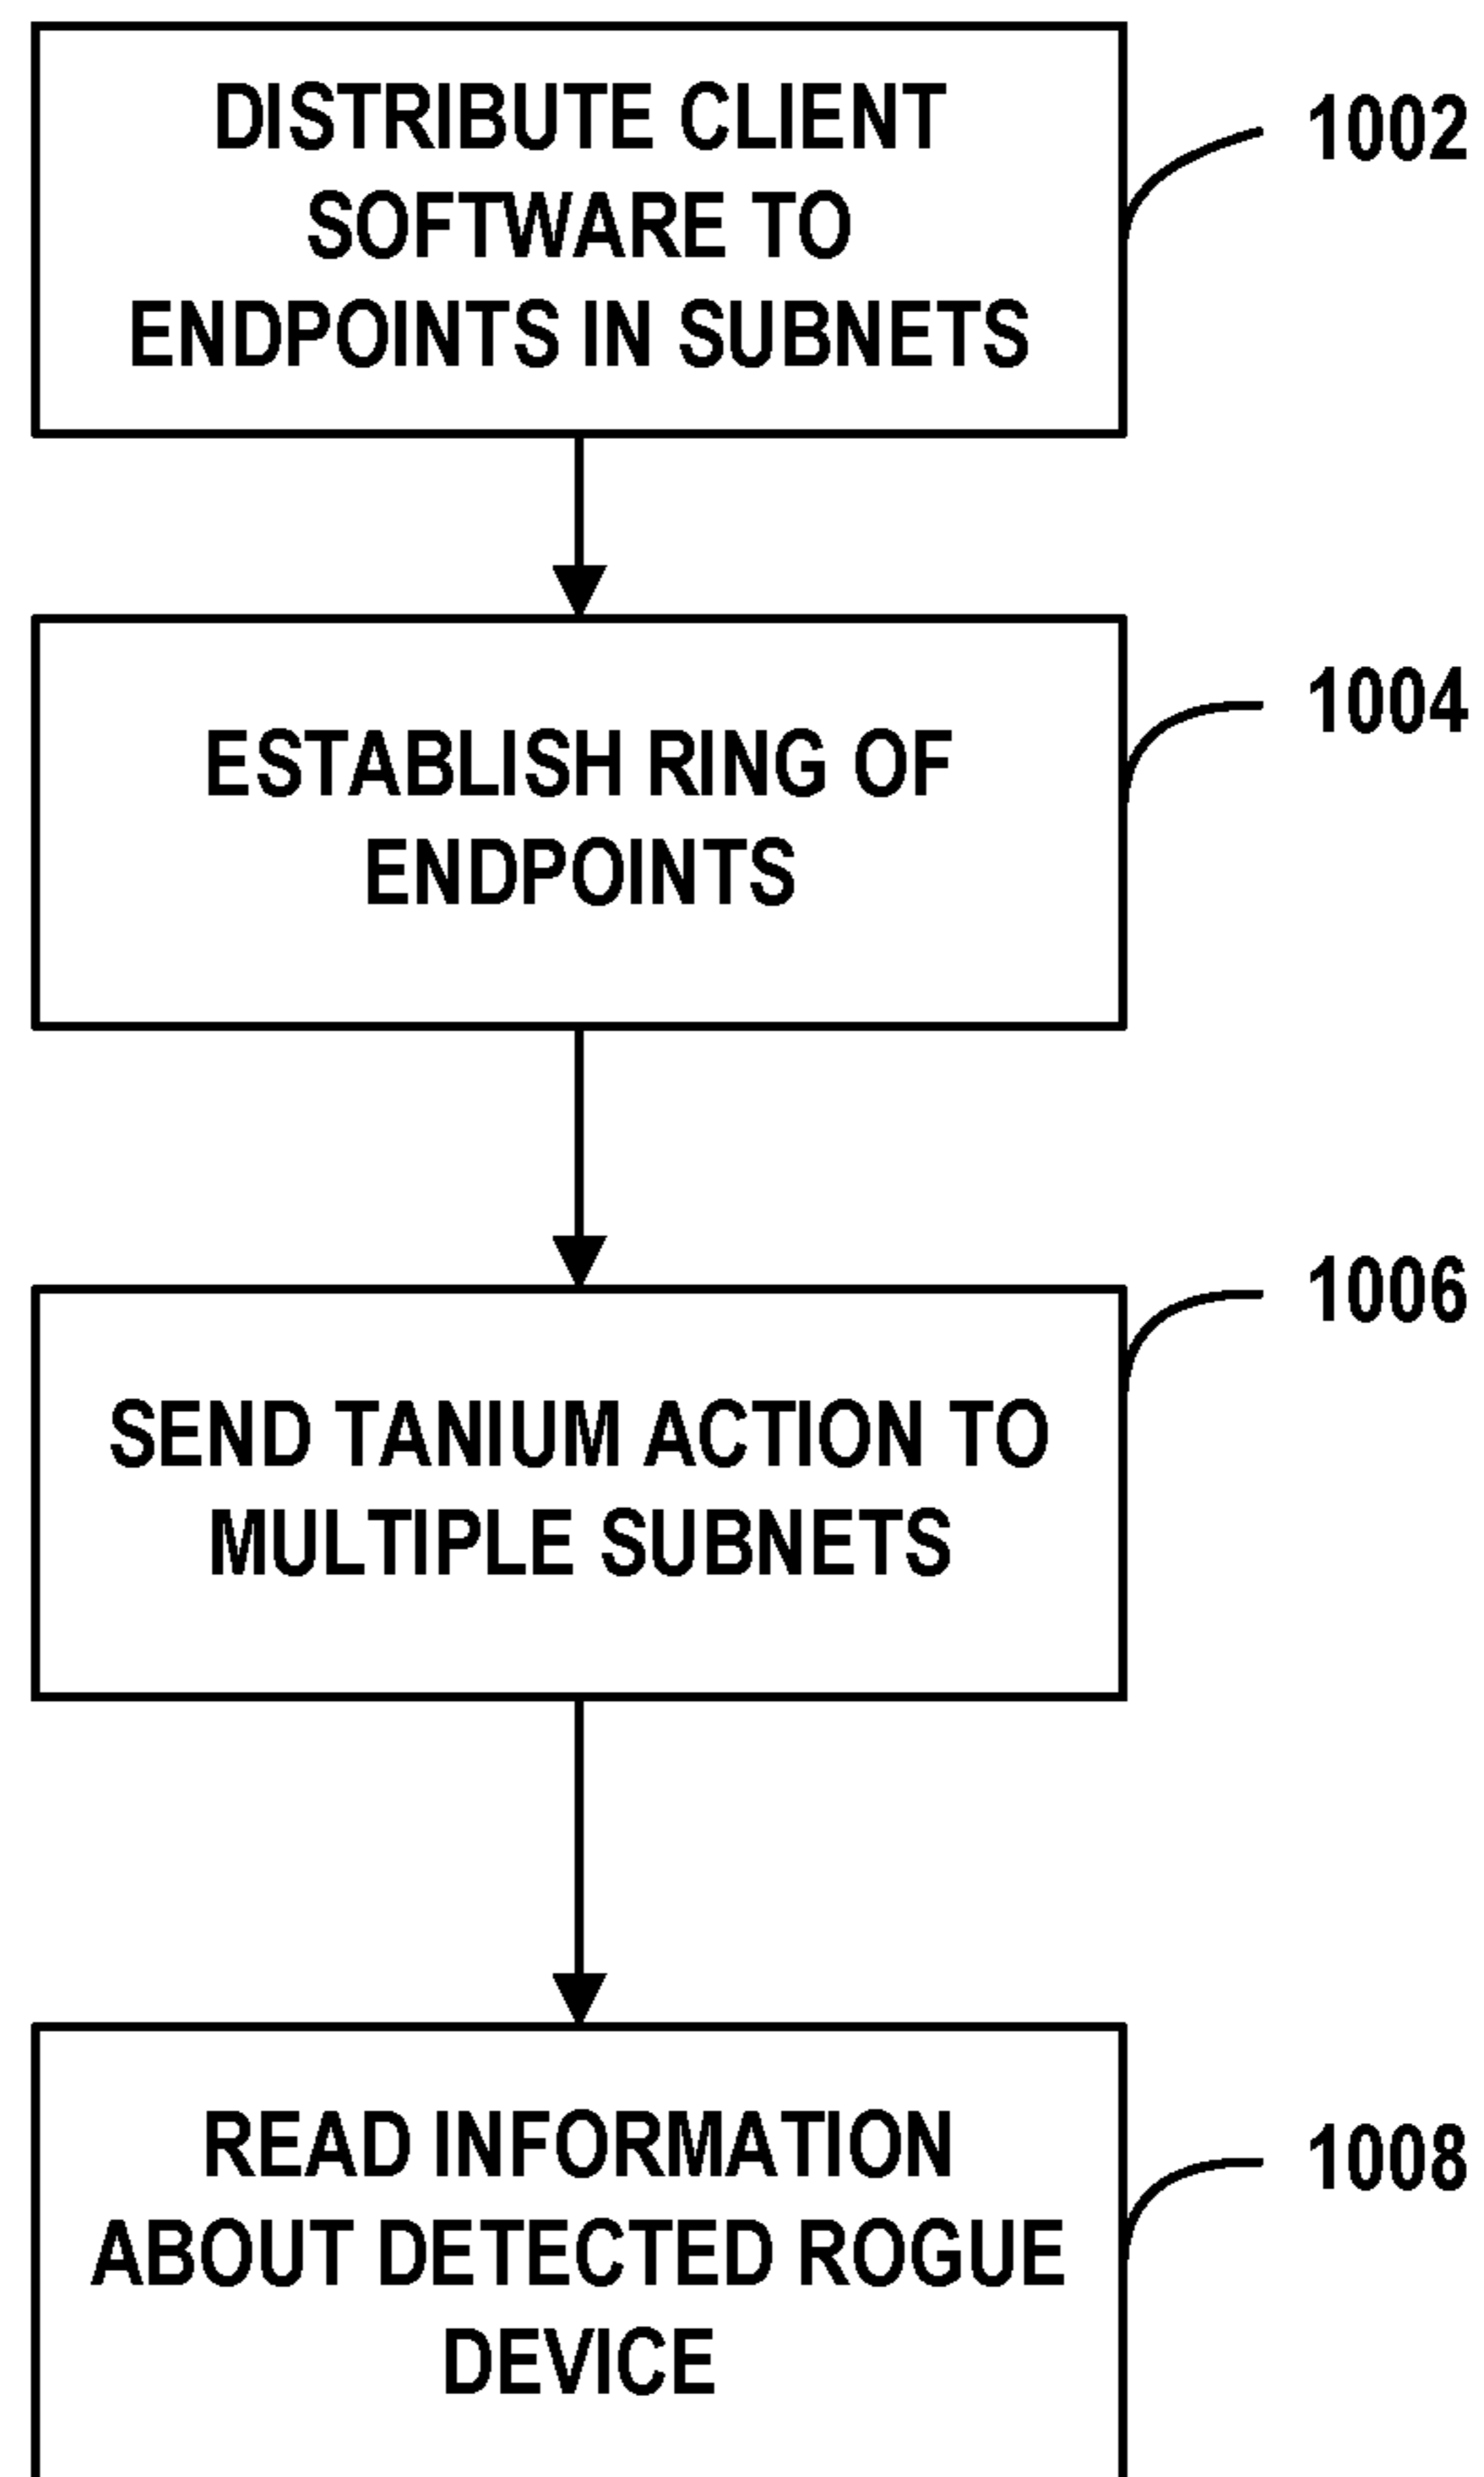 DISTRIBUTE CLIENT
SOFTWARE TO
ENDPOINTS IN SUBNETS
1002
ESTABLISH RING OF
ENDPOINTS
1004
SEND TANIUM ACTION TO
MULTIPLE SUBNETS
1006
READ INFORMATION
ABOUT DETECTED ROGUE
DEVICE
1008